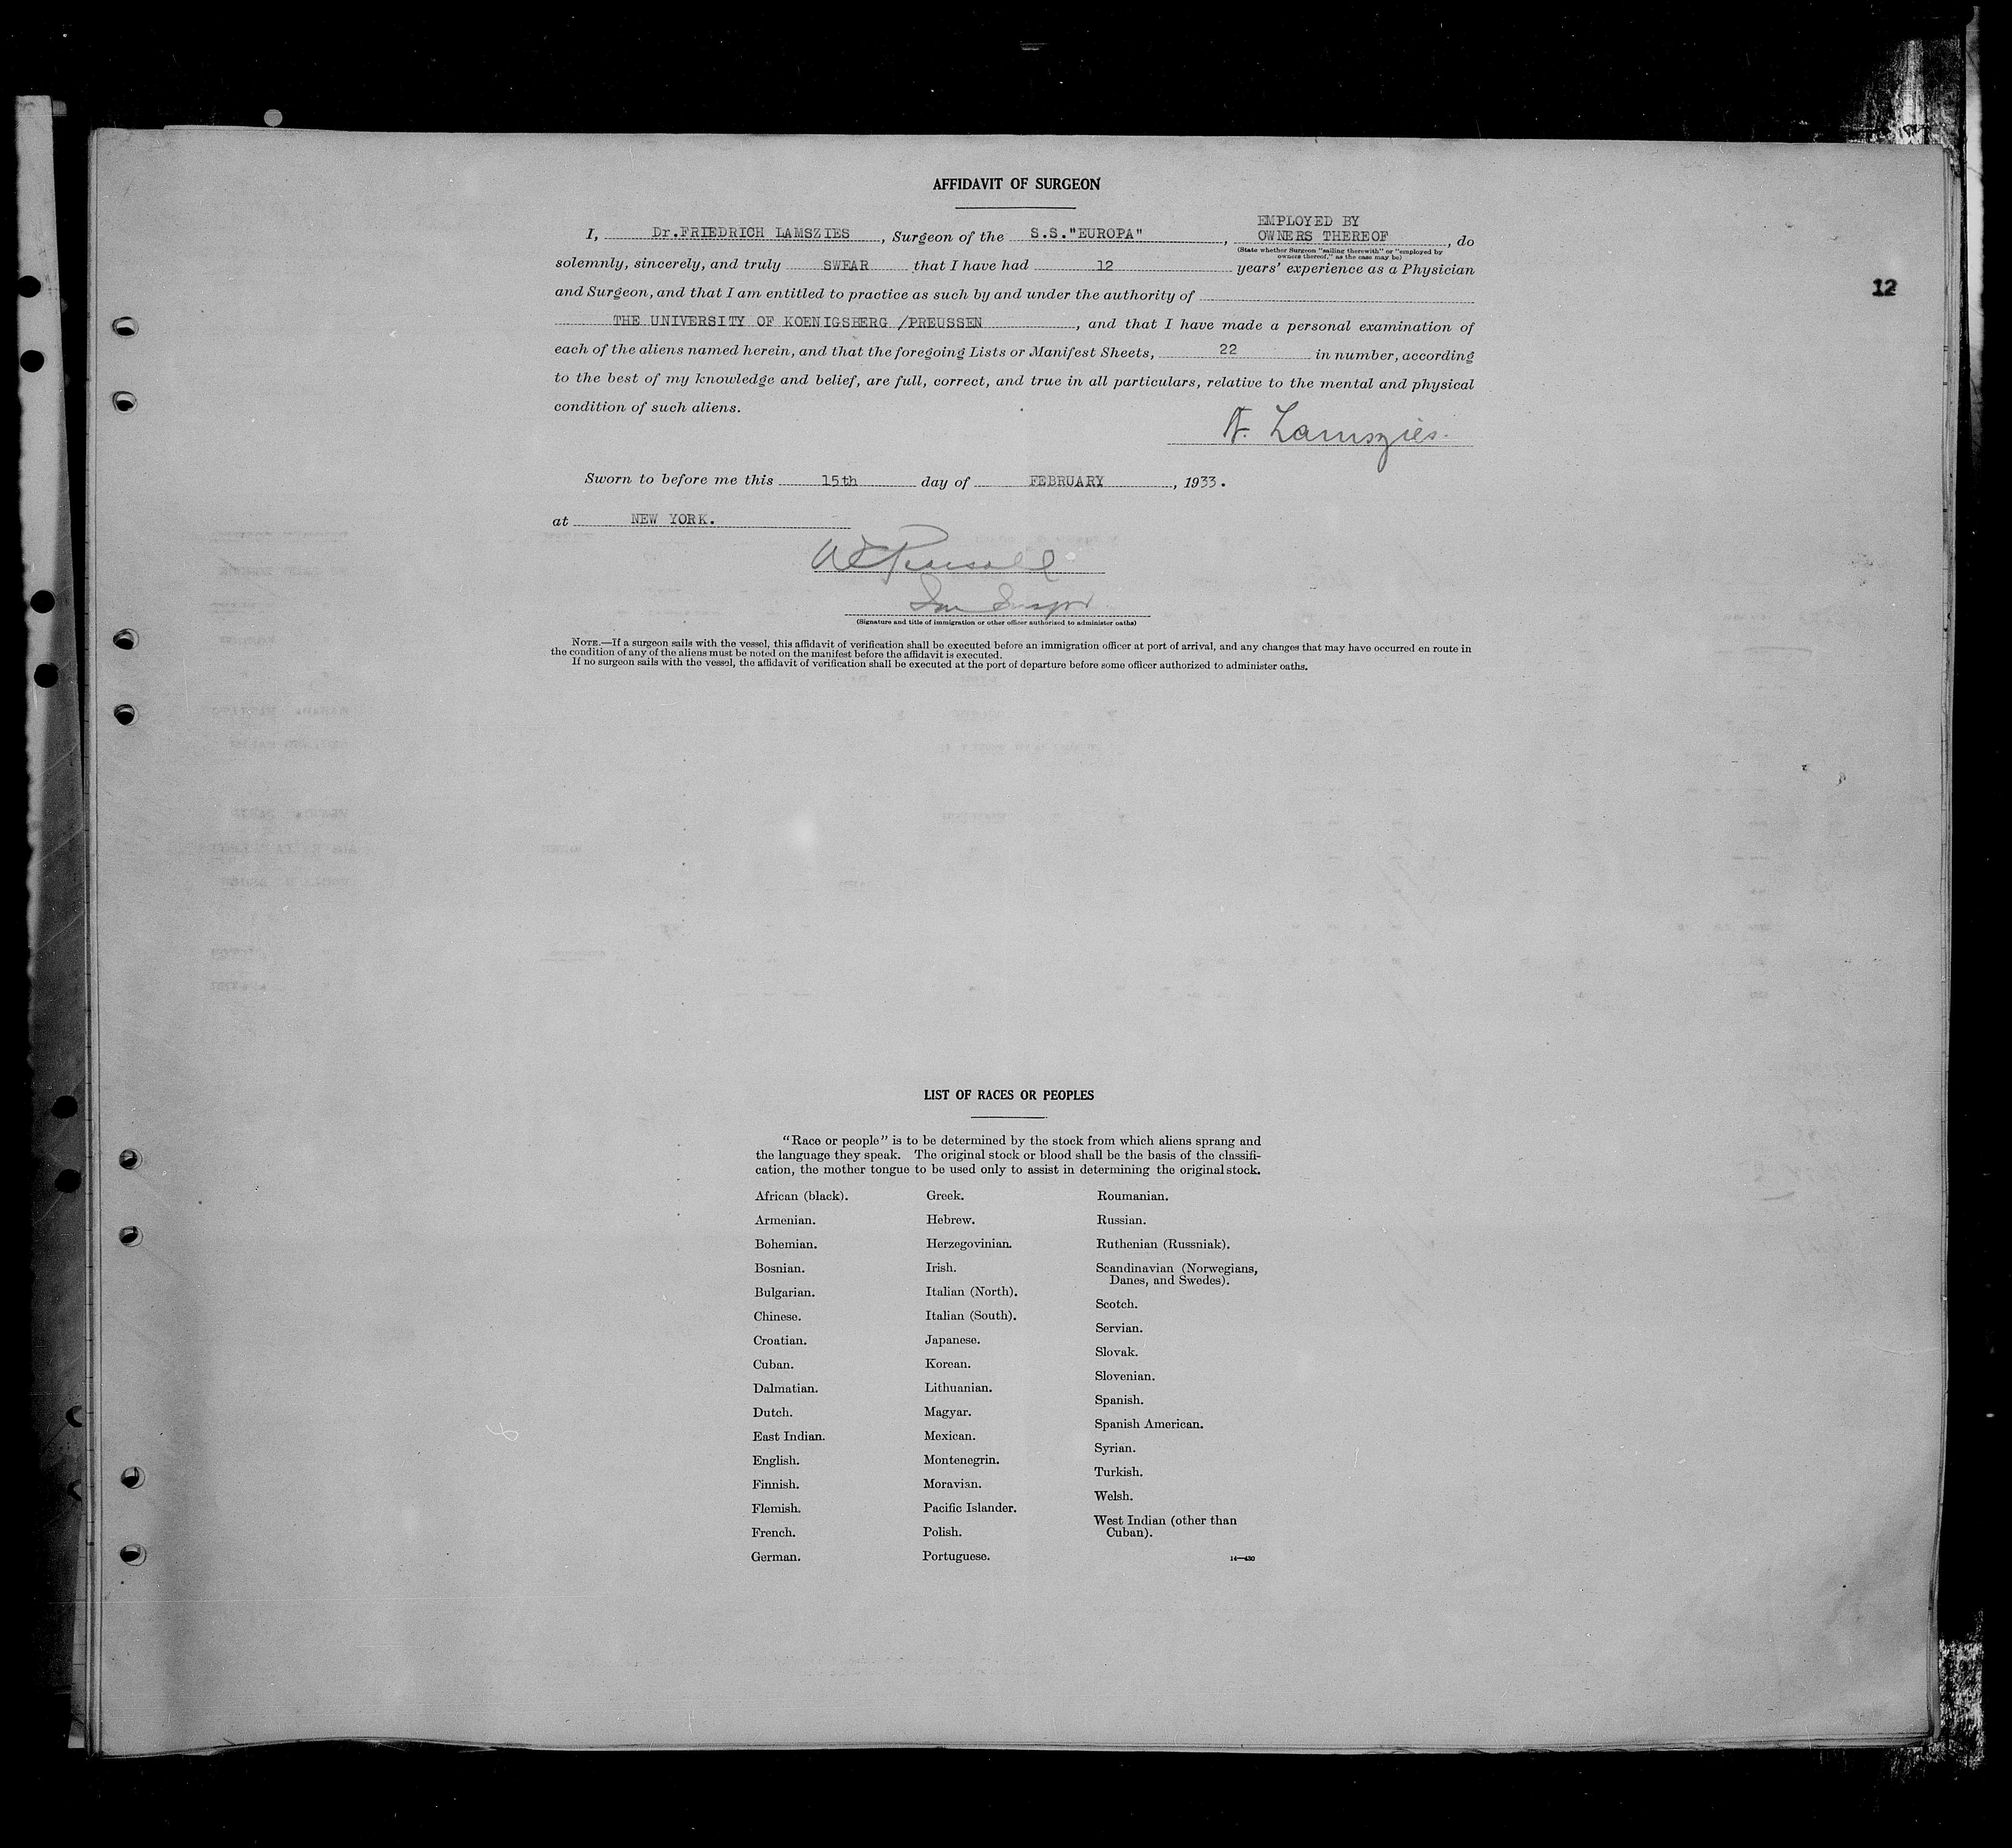 AFFIDAVIT OF SURGEON
EMPLOYED BY
I, Dr.FRIEDRICH LAMSZIES, Surgeon of the S.S."EUROPA", OWNERS THEREOF, do
(State whether Surgeon "sailing therewith" or "employed by
owners thereof," as the case may be)
solemnly, sincerely, and truly SWEAR that I have had 12 years' experience as a Physician
12
and Surgeon, and that I am entitled to practice as such by and under the authority of
THE UNIVERSITY OF KOENIGSBERG /PREUSSEN, and that I have made a personal examination of
each of the aliens named herein, and that the foregoing Lists or Manifest Sheets, 22 in number, according
to the best of my knowledge and belief, are full, correct, and true in all particulars, relative to the mental and physical
condition of such aliens.
F. Lamszies.
Sworn to before me this 15th day of FEBRUARY, 1933.
at NEW YORK.
(Signature and title of immigration or other officer authorized to administer oaths)
NOTE.—If a surgeon sails with the vessel, this affidavit of verification shall be executed before an immigration officer at port of arrival, and any changes that may have occurred en route in
the condition of any of the aliens must be noted on the manifest before the affidavit is executed.
If no surgeon sails with the vessel, the affidavit of verification shall be executed at the port of departure before some officer authorized to administer oaths.
LIST OF RACES OR PEOPLES
"Race or people" is to be determined by the stock from which aliens sprang and
the language they speak. The original stock or blood shall be the basis of the classifi-
cation, the mother tongue to be used only to assist in determining the original stock.
African (black).
Armenian.
Bohemian.
Bosnian.
Bulgarian.
Chinese.
Croatian.
Cuban.
Dalmatian.
Dutch.
East Indian.
English.
Finnish.
Flemish.
French.
German.
Greek.
Hebrew.
Herzegovinian.
Irish.
Italian (North).
Italian (South).
Japanese.
Korean.
Lithuanian.
Magyar.
Mexican.
Montenegrin.
Moravian.
Pacific Islander.
Polish.
Portuguese.
Roumanian.
Russian.
Ruthenian (Russniak).
Scandinavian (Norwegians,
Danes, and Swedes).
Scotch.
Servian.
Slovak.
Slovenian.
Spanish.
Spanish American.
Syrian.
Turkish.
Welsh.
West Indian (other than
Cuban).
14—430